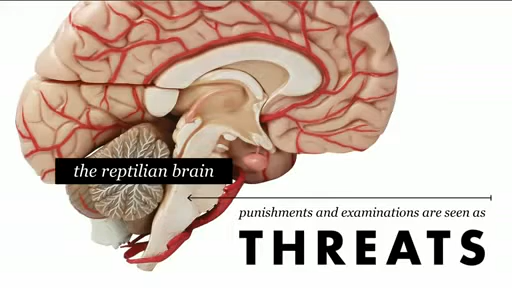 the reptilian brain
punishments and examinations are seen as
THREATS